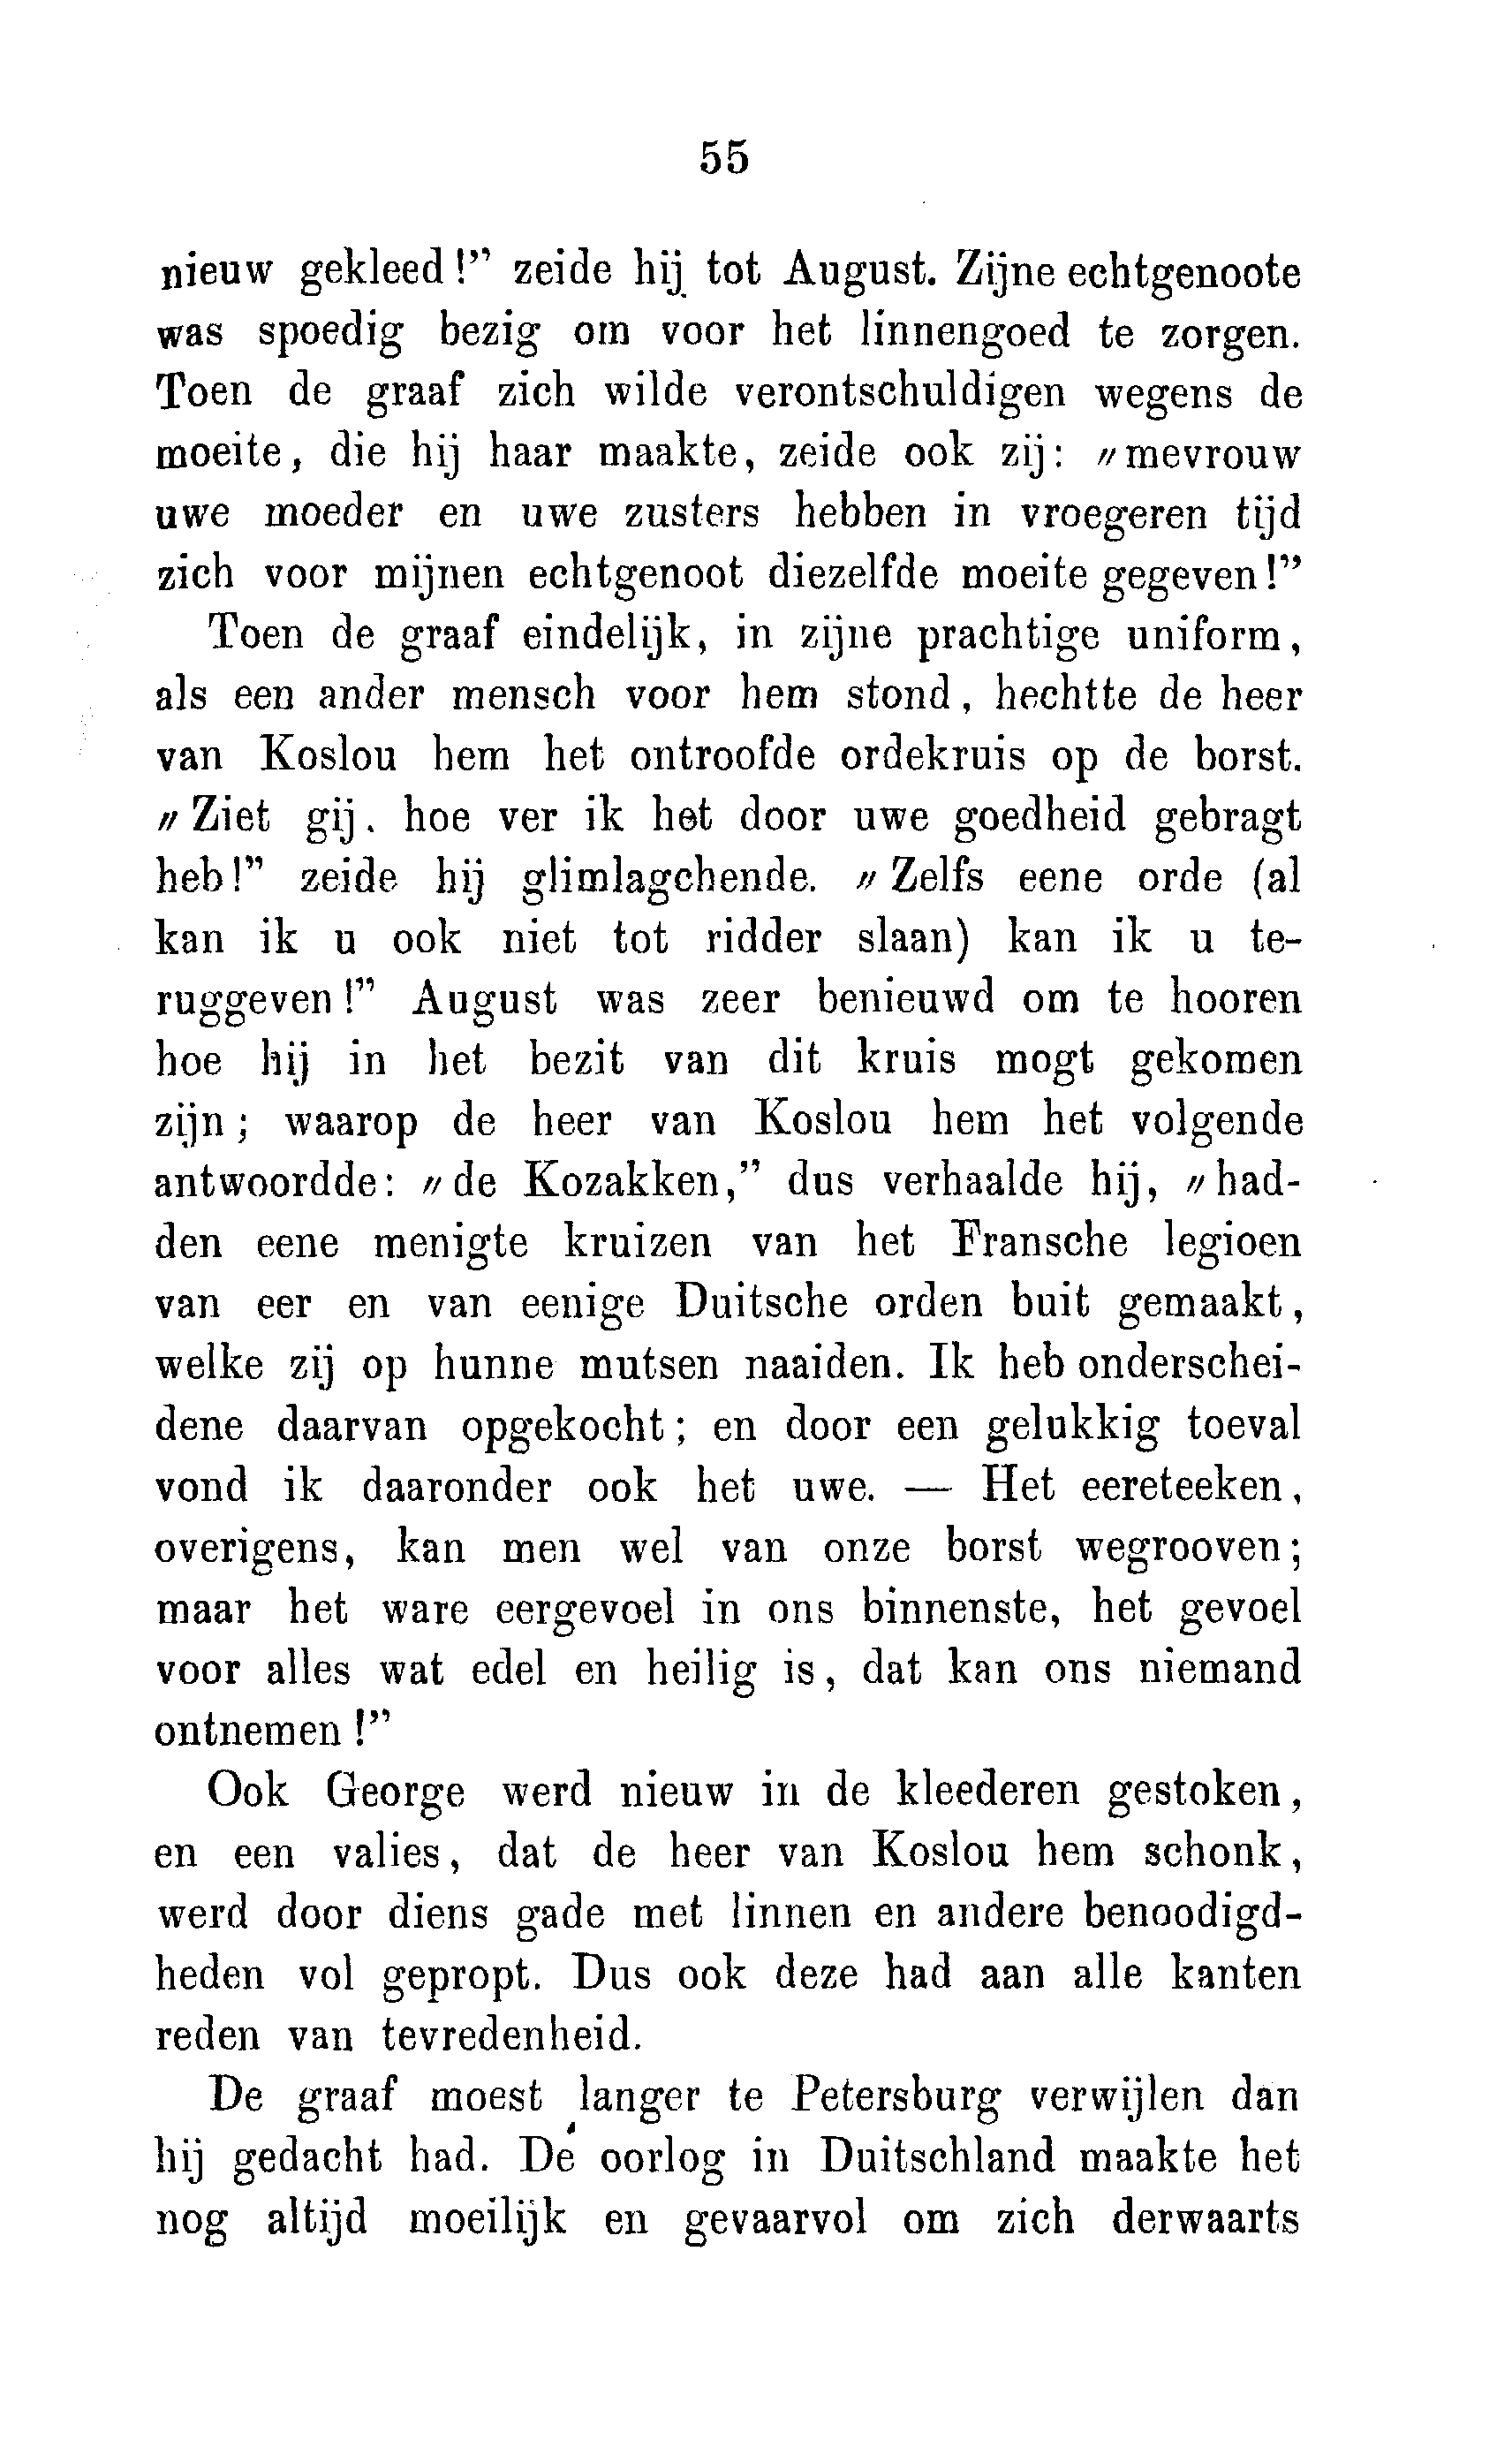 55
nieuw gekleed!” zeide hij tot August. Zijne echtgenoote
was spoedig bezig om voor het linnengoed te zorgen.
Toen de graaf zich wilde verontschuldigen wegens de
moeite, die hij haar maakte, zeide ook zij: „mevrouw
uwe moeder en uwe zusters hebben in vroegeren tijd
zich voor mijnen echtgenoot diezelfde moeite gegeven!”
Toen de graaf eindelijk, in zijne prachtige uniform,
als een ander mensch voor hem stond, hechtte de heer
van Koslou hem het ontroofde ordekruis op de borst.
„Ziet gij. hoe ver ik het door uwe goedheid gebragt
heb!” zeide hij glimlagchende. „Zelfs eene orde (al
kan ik u ook niet tot ridder slaan) kan ik u te-
ruggeven!” August was zeer benieuwd om te hooren
hoe hij in het bezit van dit kruis mogt gekomen
zijn; waarop de heer van Koslou hem het volgende
antwoordde: „de Kozakken,” dus verhaalde hij, „had-
den eene menigte kruizen van het Fransche legioen
van eer en van eenige Duitsche orden buit gemaakt,
welke zij op hunne mutsen naaiden. Ik heb onderschei-
dene daarvan opgekocht; en door een gelukkig toeval
vond ik daaronder ook het uwe. — Het eereteeken,
overigens, kan men wel van onze borst wegrooven;
maar het ware eergevoel in ons binnenste, het gevoel
voor alles wat edel en heilig is, dat kan ons niemand
ontnemen!”
Ook George werd nieuw in de kleederen gestoken,
en een valies, dat de heer van Koslou hem schonk,
werd door diens gade met linnen en andere benoodigd-
heden vol gepropt. Dus ook deze had aan alle kanten
reden van tevredenheid.
De graaf moest langer te Petersburg verwijlen dan
hij gedacht had. De oorlog in Duitschland maakte het
nog altijd moeilijk en gevaarvol om zich derwaarts